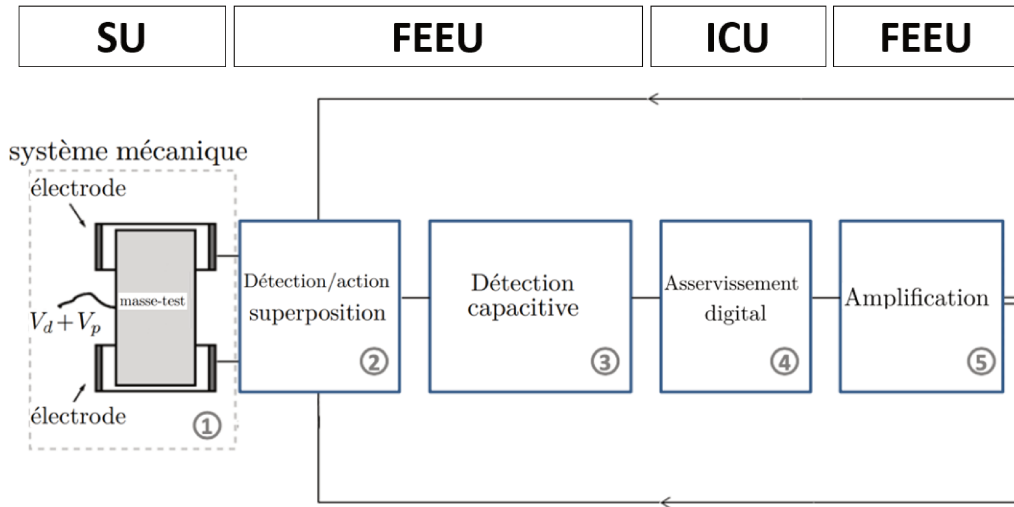 SU
FEEU
ICU
FEEU
système mécanique
électrode
masse-test
V_d + V_p
électrode
①
Détection/action
superposition
②
Détection
capacitive
③
Asservissement
digital
④
Amplification
⑤